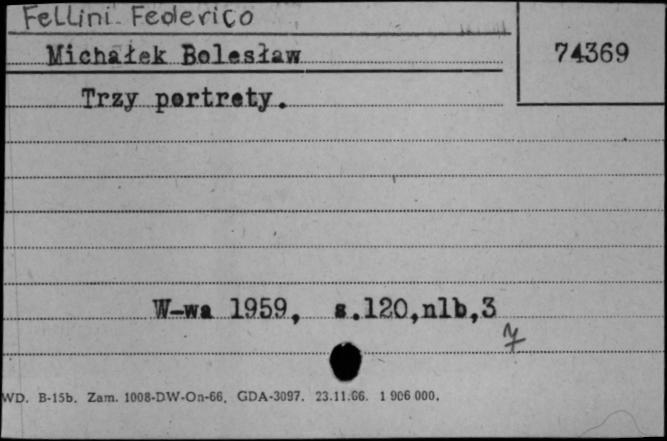 Fellini Federico
Michałek Bolesław
74369
Trzy portrety.
W-wa 1959, s.120,nlb,3
7
WD. B-15b. Zam. 1008-DW-On-66. GDA-3097. 23.11.66. 1 906 000.